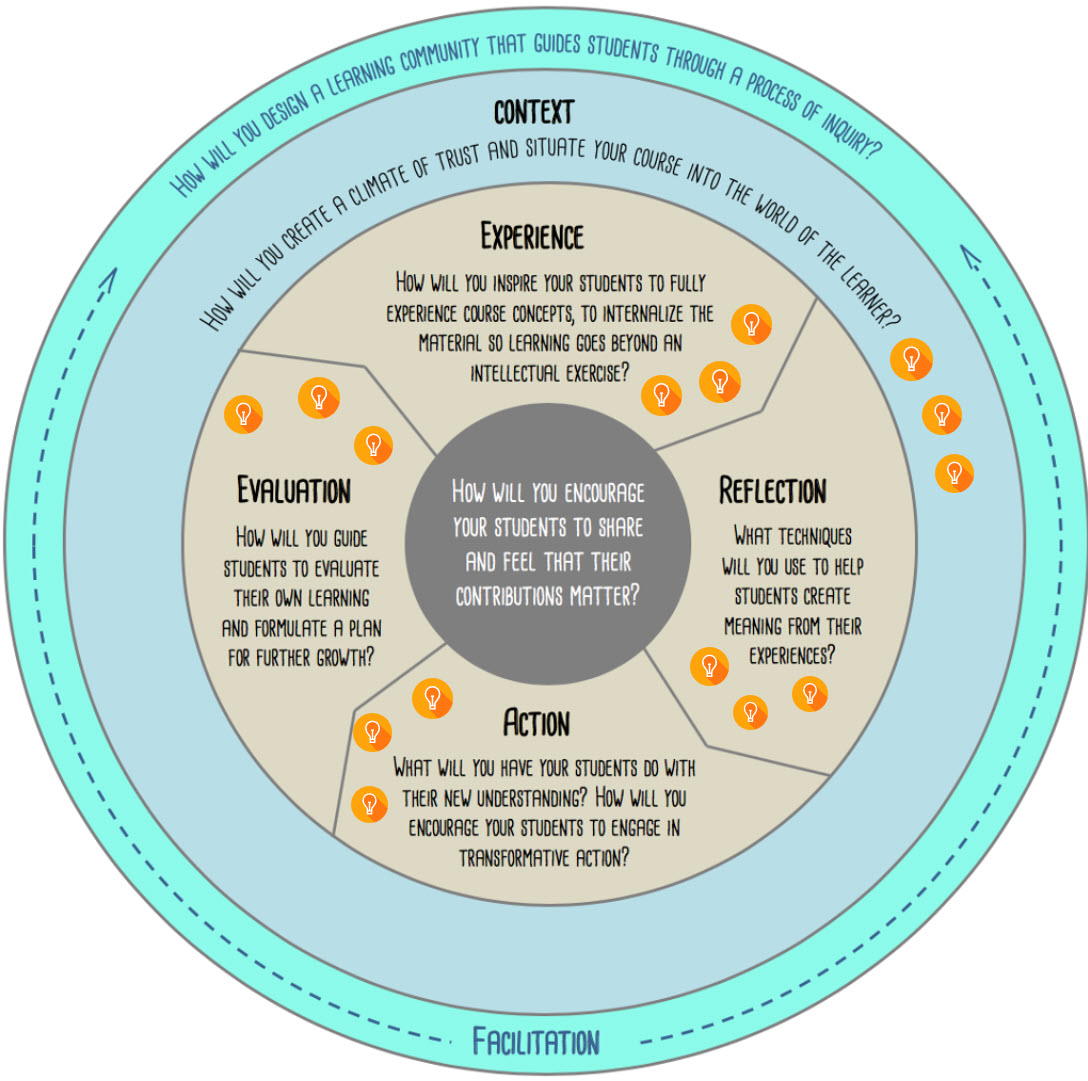 HOW WILL YOU DESIGN A LEARNING COMMUNITY THAT GUIDES STUDENTS THROUGH A PROCESS OF INQUIRY?
CONTEXT
HOW WILL YOU CREATE A CLIMATE OF TRUST AND SITUATE YOUR COURSE INTO THE WORLD OF THE LEARNER?
EXPERIENCE
HOW WILL YOU INSPIRE YOUR STUDENTS TO FULLY
EXPERIENCE COURSE CONCEPTS, TO INTERNALIZE THE
MATERIAL SO LEARNING GOES BEYOND AN
INTELLECTUAL EXERCISE?
EVALUATION
HOW WILL YOU GUIDE
STUDENTS TO EVALUATE
THEIR OWN LEARNING
AND FORMULATE A PLAN
FOR FURTHER GROWTH?
HOW WILL YOU ENCOURAGE
YOUR STUDENTS TO SHARE
AND FEEL THAT THEIR
CONTRIBUTIONS MATTER?
REFLECTION
WHAT TECHNIQUES
WILL YOU USE TO HELP
STUDENTS CREATE
MEANING FROM THEIR
EXPERIENCES?
ACTION
WHAT WILL YOU HAVE YOUR STUDENTS DO WITH
THEIR NEW UNDERSTANDING? HOW WILL YOU
ENCOURAGE YOUR STUDENTS TO ENGAGE IN
TRANSFORMATIVE ACTION?
FACILITATION